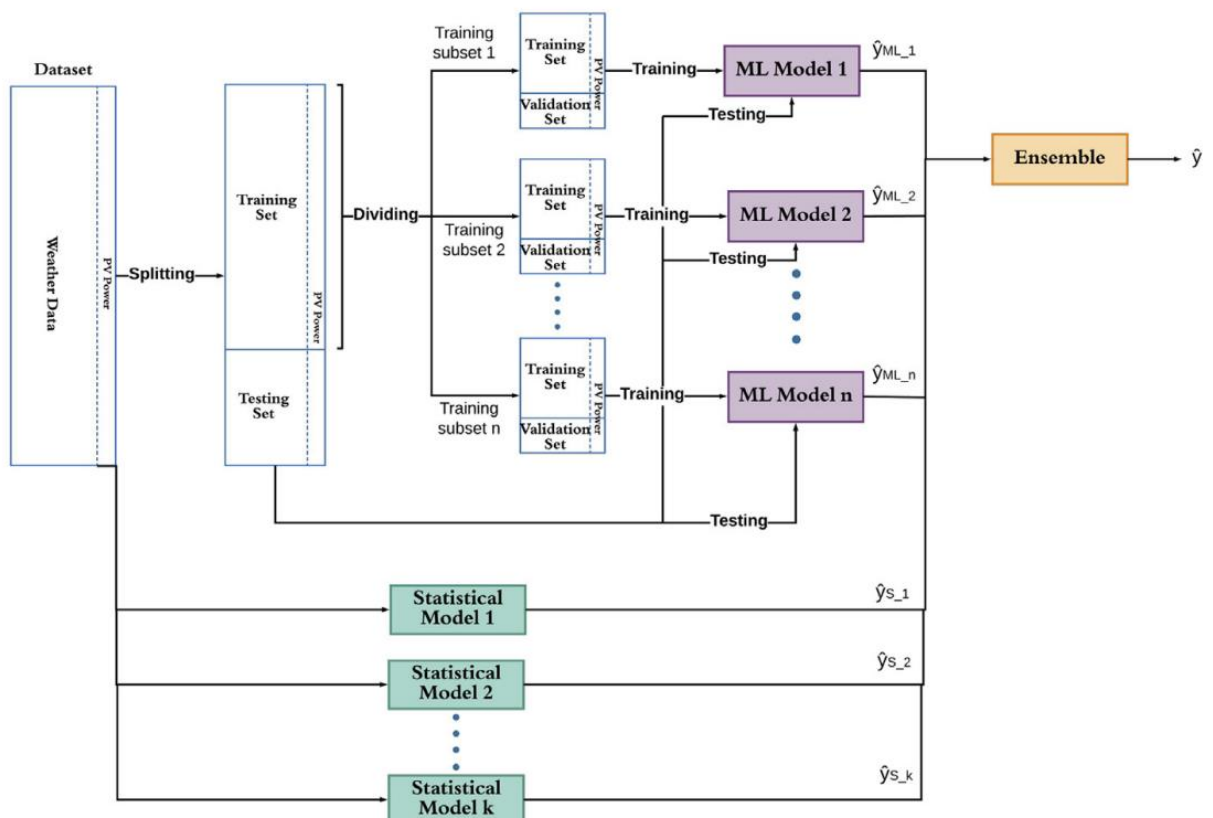 Dataset
Weather Data
PV Power
Splitting
Training
Set
PV Power
Testing
Set
Dividing
Training
subset 1
Training
Set
PV Power
Validation
Set
Training
ML Model 1
ŷML_1
Testing
Training
subset 2
Training
Set
PV Power
Validation
Set
Training
ML Model 2
ŷML_2
Testing
Training
subset n
Training
Set
PV Power
Validation
Set
Training
ML Model n
ŷML_n
Testing
Ensemble
ŷ
Statistical
Model 1
ŷS_1
Statistical
Model 2
ŷS_2
Statistical
Model k
ŷS_k